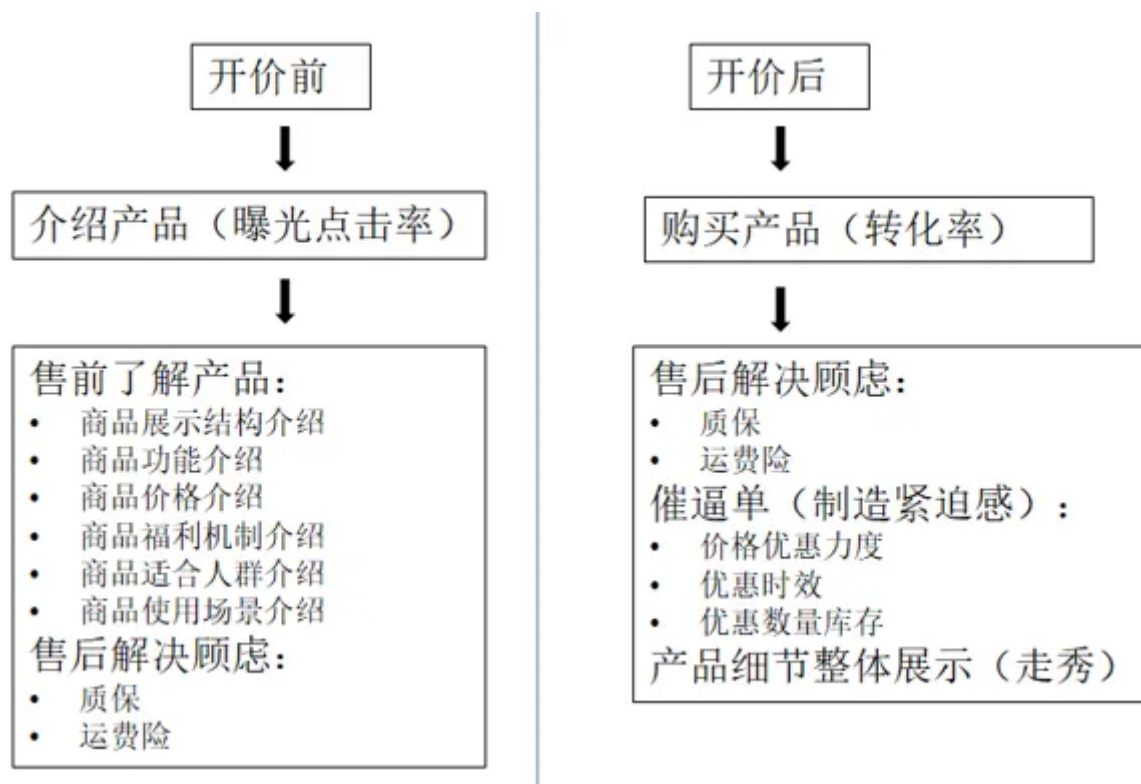 开价前
介绍产品（曝光点击率）
售前了解产品：
• 商品展示结构介绍
• 商品功能介绍
• 商品价格介绍
• 商品福利机制介绍
• 商品适合人群介绍
• 商品使用场景介绍
售后解决顾虑：
• 质保
• 运费险
开价后
购买产品（转化率）
售后解决顾虑：
• 质保
• 运费险
催逼单（制造紧迫感）：
• 价格优惠力度
• 优惠时效
• 优惠数量库存
产品细节整体展示（走秀）